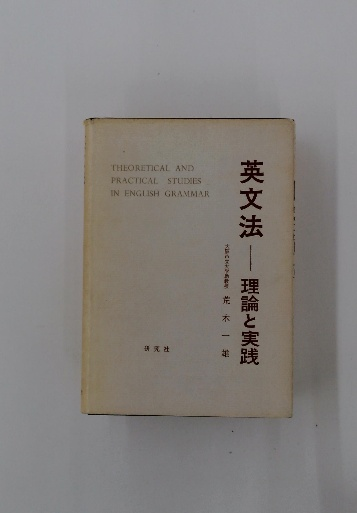 THEORETICAL AND
PRACTICAL STUDIES
IN ENGLISH GRAMMAR
英文法――理論と実践
荒木一雄
研究社